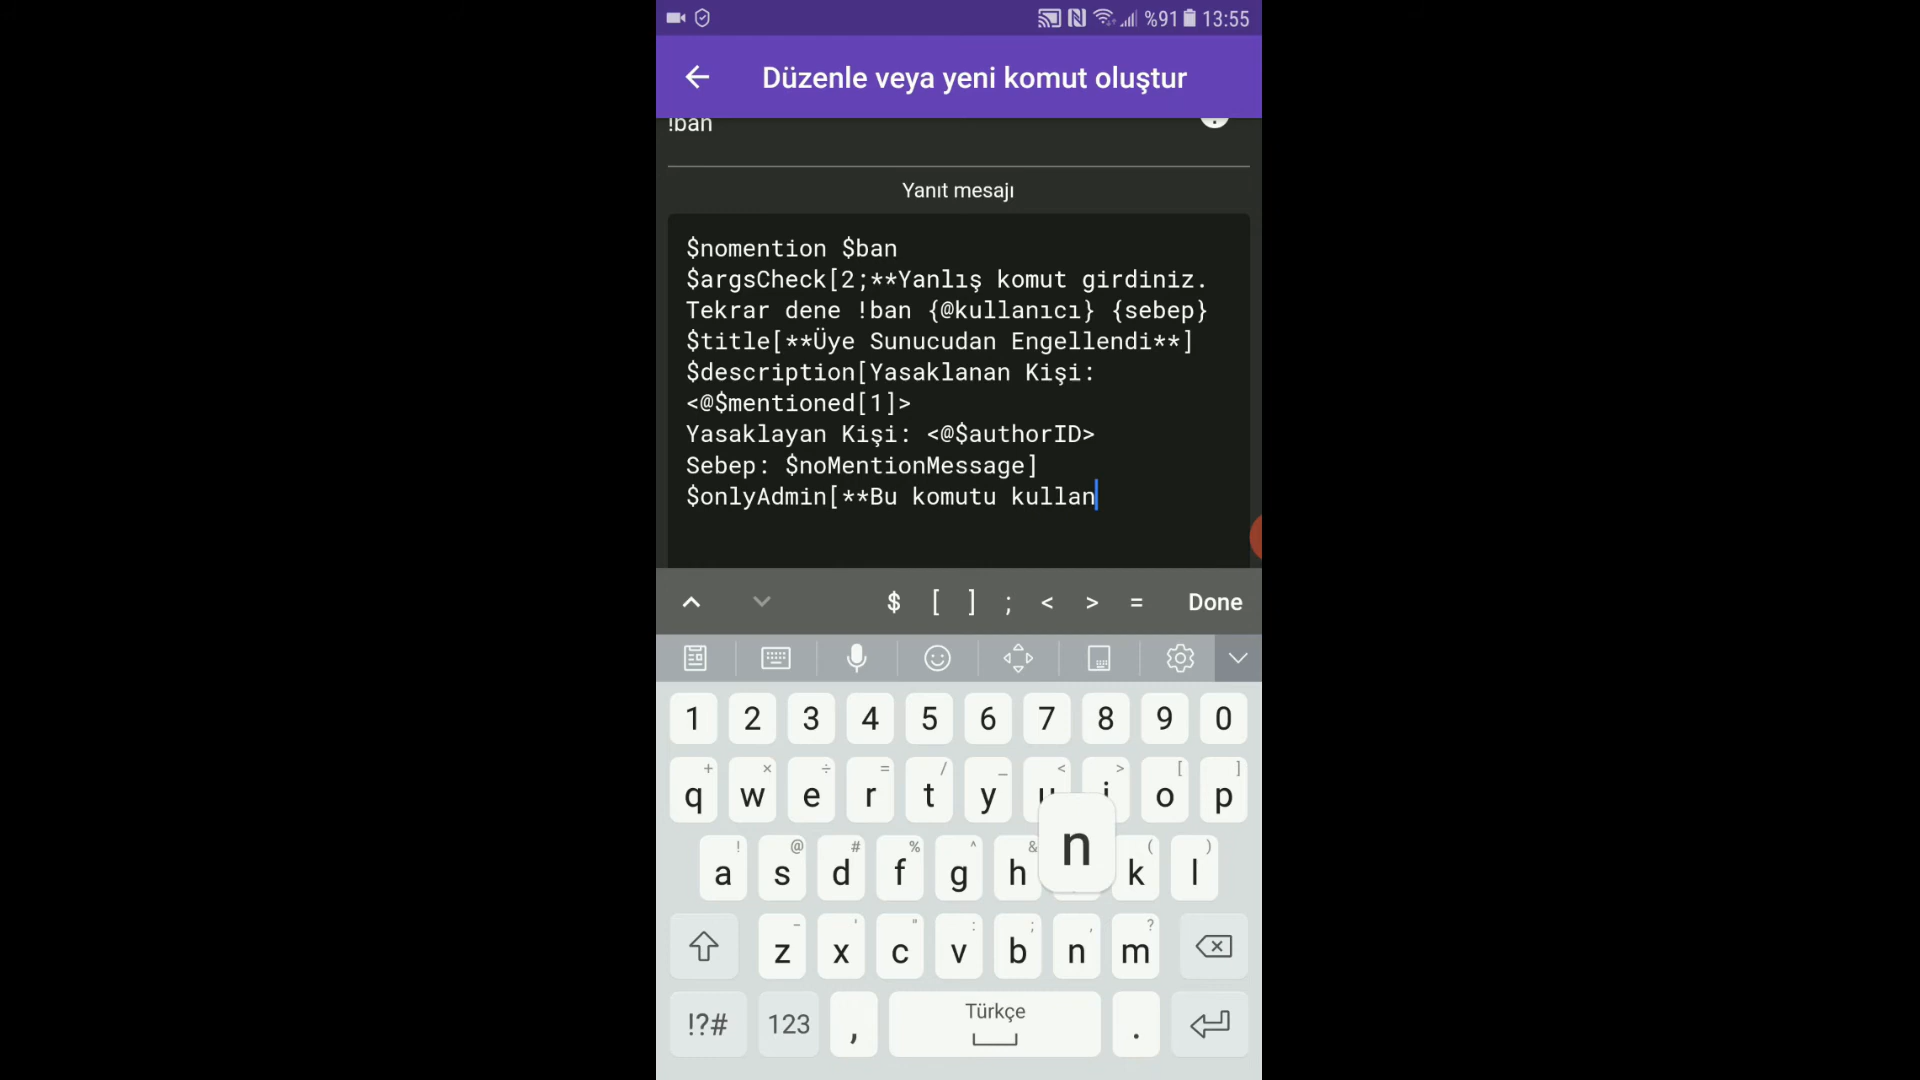 %91 13:55
Düzenle veya yeni komut oluştur
!ban
Yanıt mesajı
$nomention $ban
$argsCheck[2;**Yanlış komut girdiniz.
Tekrar dene !ban {@kullanıcı} {sebep}
$title[**Üye Sunucudan Engellendi**]
$description[Yasaklanan Kişi:
<@$mentioned[1]>
Yasaklayan Kişi: <@$authorID>
Sebep: $noMentionMessage]
$onlyAdmin[**Bu komutu kullan
$ [ ] ; < > = Done
1 2 3 4 5 6 7 8 9 0
+ × ÷ = / _ < > [ ]
q w e r t y u i o p
! @ # % ^ & ( )
a s d f g h n k l
- ' " : ; , ?
z x c v b n m
!?# 123 , Türkçe .